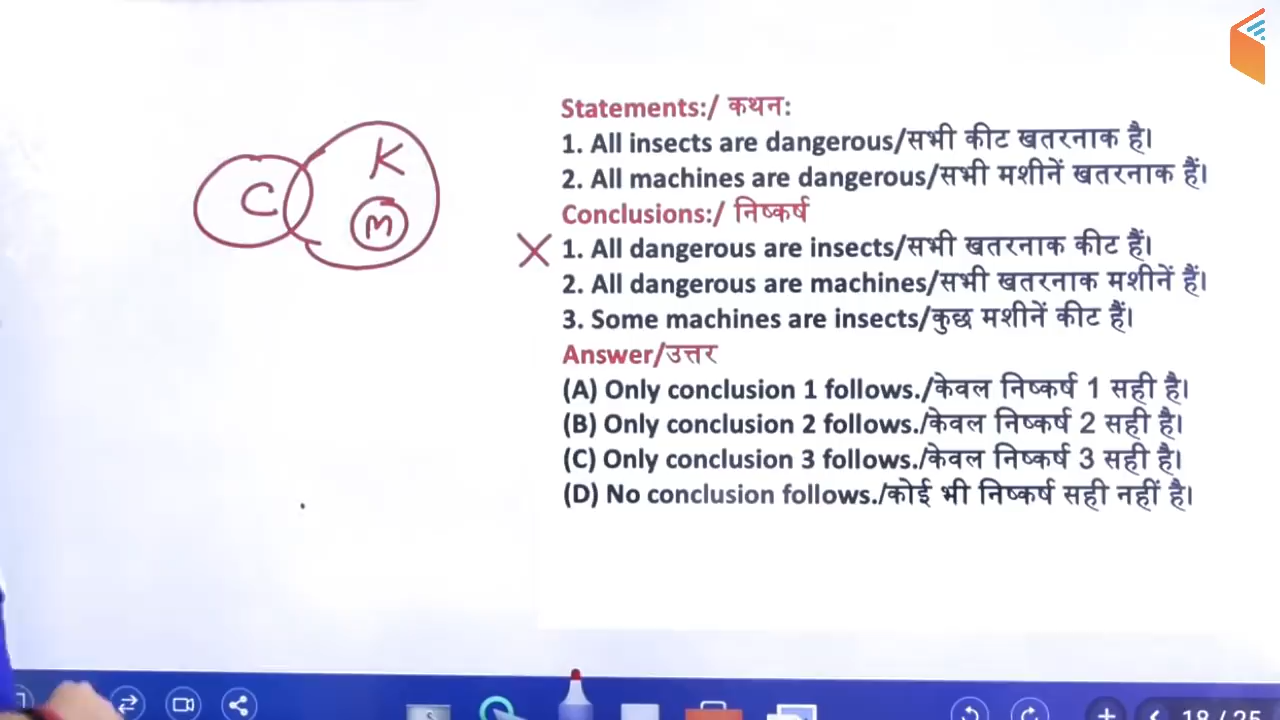 C
K
M
Statements:/ कथन:
1. All insects are dangerous/सभी कीट खतरनाक है।
2. All machines are dangerous/सभी मशीनें खतरनाक हैं।
Conclusions:/ निष्कर्ष
1. All dangerous are insects/सभी खतरनाक कीट हैं।
2. All dangerous are machines/सभी खतरनाक मशीनें हैं।
3. Some machines are insects/कुछ मशीनें कीट हैं।
Answer/उत्तर
(A) Only conclusion 1 follows./केवल निष्कर्ष 1 सही है।
(B) Only conclusion 2 follows./केवल निष्कर्ष 2 सही है।
(C) Only conclusion 3 follows./केवल निष्कर्ष 3 सही है।
(D) No conclusion follows./कोई भी निष्कर्ष सही नहीं है।